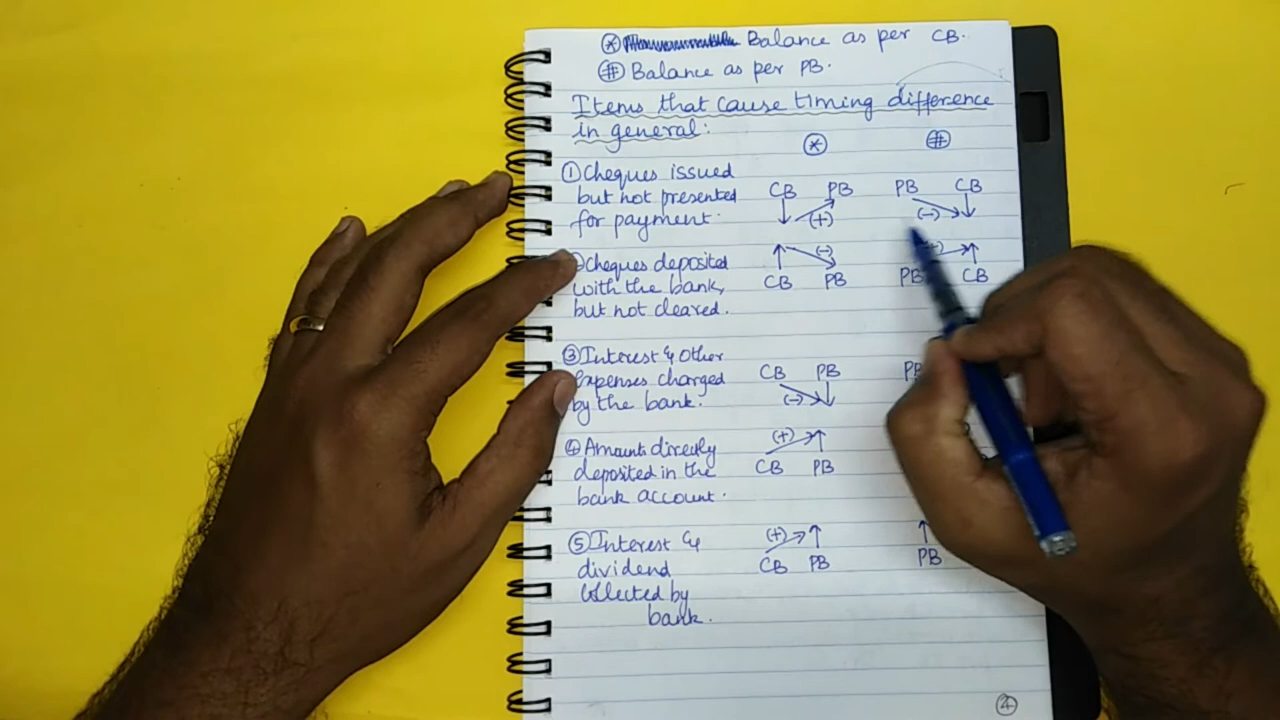 * Balance as per CB.
# Balance as per PB.
Items that cause timing difference
in general:
* #
① Cheques issued
but not presented CB PB PB CB
for payment. (+) (-)
Cheques deposited (-)
with the bank, CB PB PB CB
but not cleared.
③ Interest & Other
Expenses charged CB PB PB
by the bank. (-)
④ Amount directly (+)
deposited in the CB PB
bank account.
⑤ Interest & (+)
dividend CB PB PB
collected by
bank.